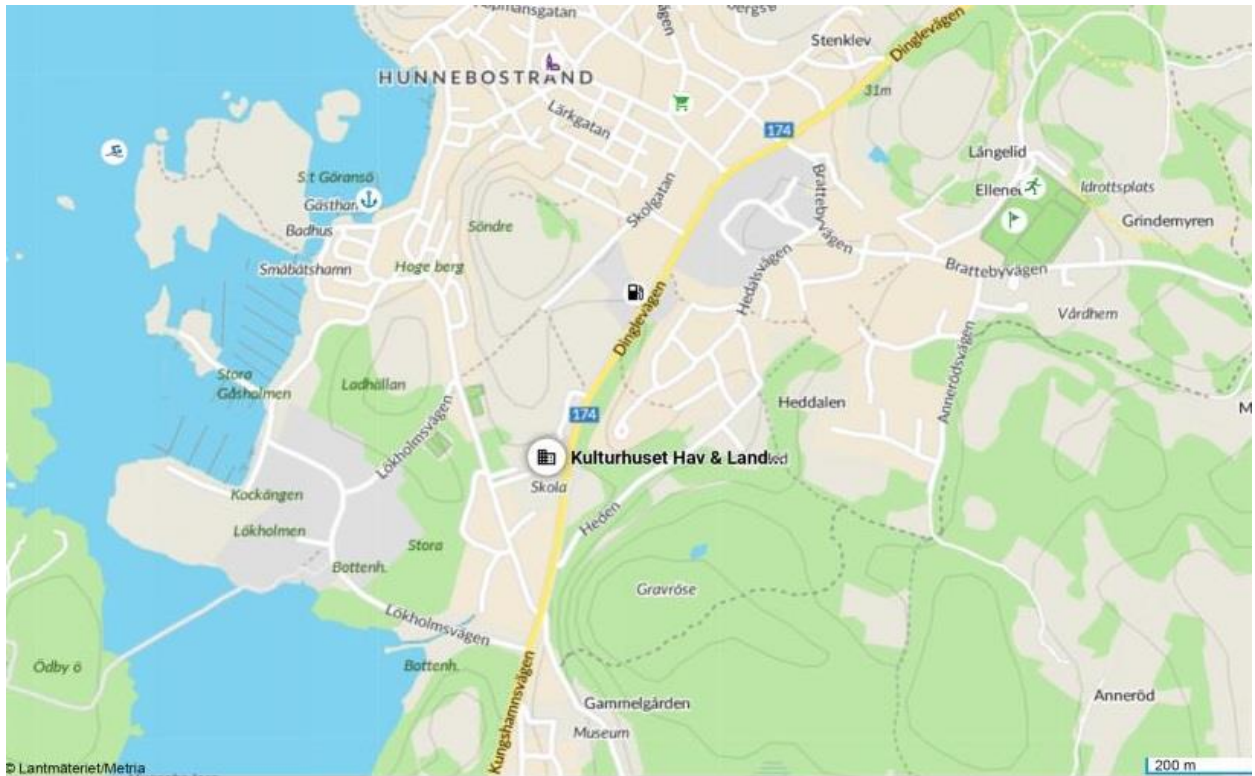 Dinglevägen
Stenklev
HUNNEBOSTRAND
31m
Lärkgatan
174
Långelid
S:t Göransö
Idrottsplats
Skolgatan
Brattebyvägen
Badhus
Söndre
Grindemyren
Småbåtshamn
Hoge berg
Hedalsvägen
Brattebyvägen
Vårdhem
Dinglevägen
Stora
Gåsholmen
Ladhällan
Annerödsvägen
Heddalen
174
Lökholmsvägen
Kulturhuset Hav & Land...
Skola
Kockängen
Heden
Lökholmen
Stora
Bottenh.
Gravröse
Lökholmsvägen
Ödby ö
Bottenh.
Kungshamnsvägen
Gammelgården
Anneröd
Museum
© Lantmäteriet/Metria
200 m